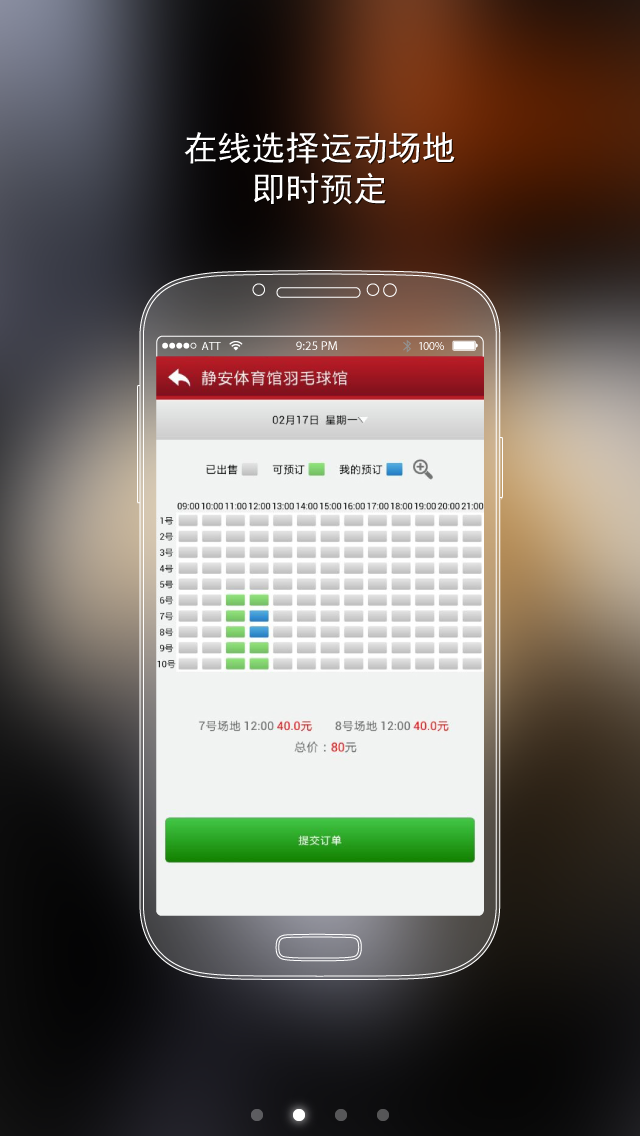 在线选择运动场地
即时预定
ATT 9:25 PM 100%
静安体育馆羽毛球馆
02月17日 星期一
已出售 可预订 我的预订
09:00 10:00 11:00 12:00 13:00 14:00 15:00 16:00 17:00 18:00 19:00 20:00 21:00
1号
2号
3号
4号
5号
6号
7号
8号
9号
10号
7号场地 12:00 40.0元 8号场地 12:00 40.0元
总价：80元
提交订单